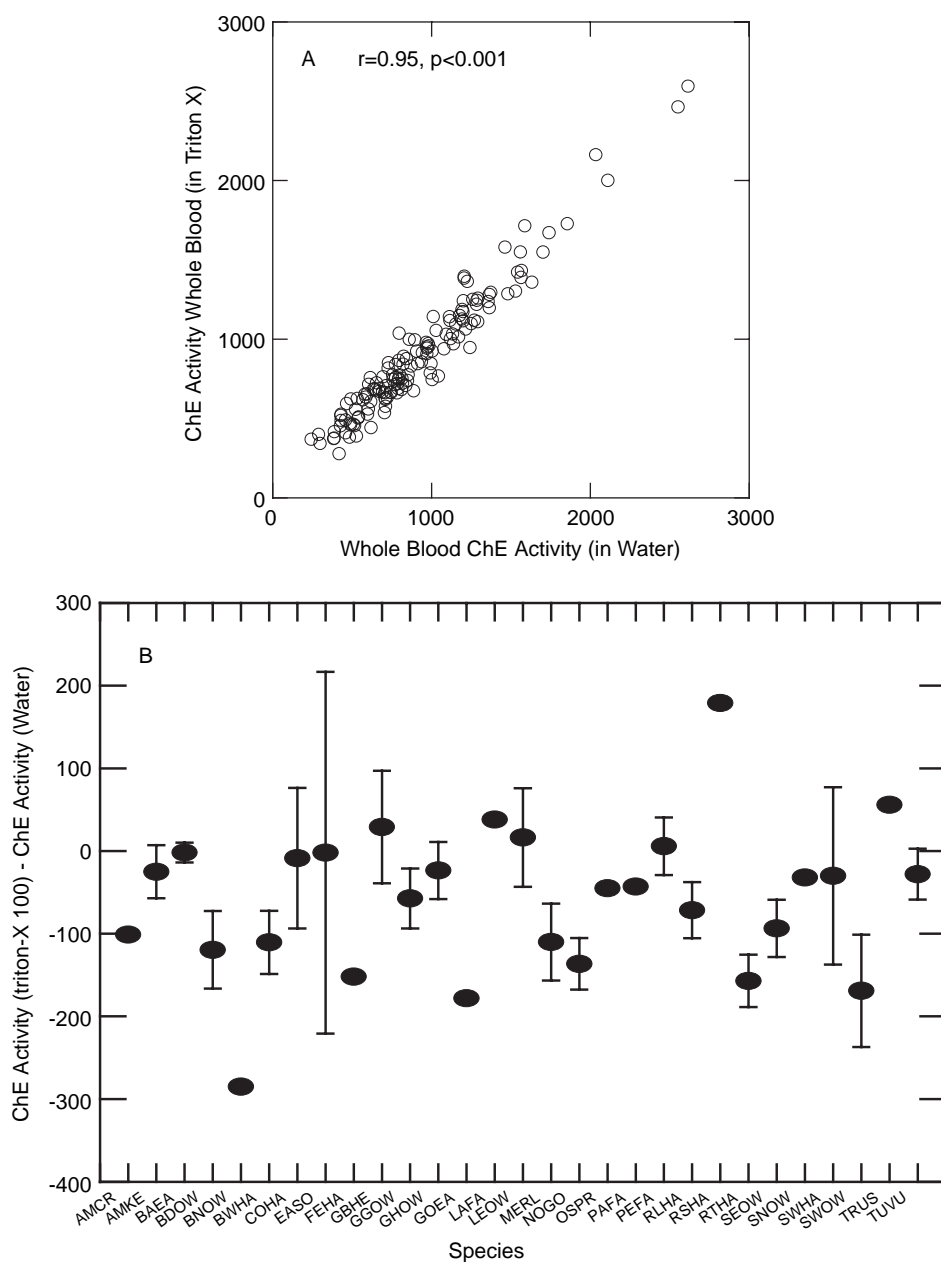 3000
A r=0.95, p<0.001
2000
1000
0
ChE Activity Whole Blood (in Triton X)
0 1000 2000 3000
Whole Blood ChE Activity (in Water)
300
B
200
100
0
-100
-200
-300
-400
ChE Activity (triton-X 100) - ChE Activity (Water)
AMCR AMKE BAEA BDOW BNOW BWHA COHA EASO FEHA GBHE GGOW GHOW GOEA LAFA LEOW MERL NOGO OSPR PAFA PEFA RLHA RSHA RTHA SEOW SNOW SWHA SWOW TRUS TUVU
Species